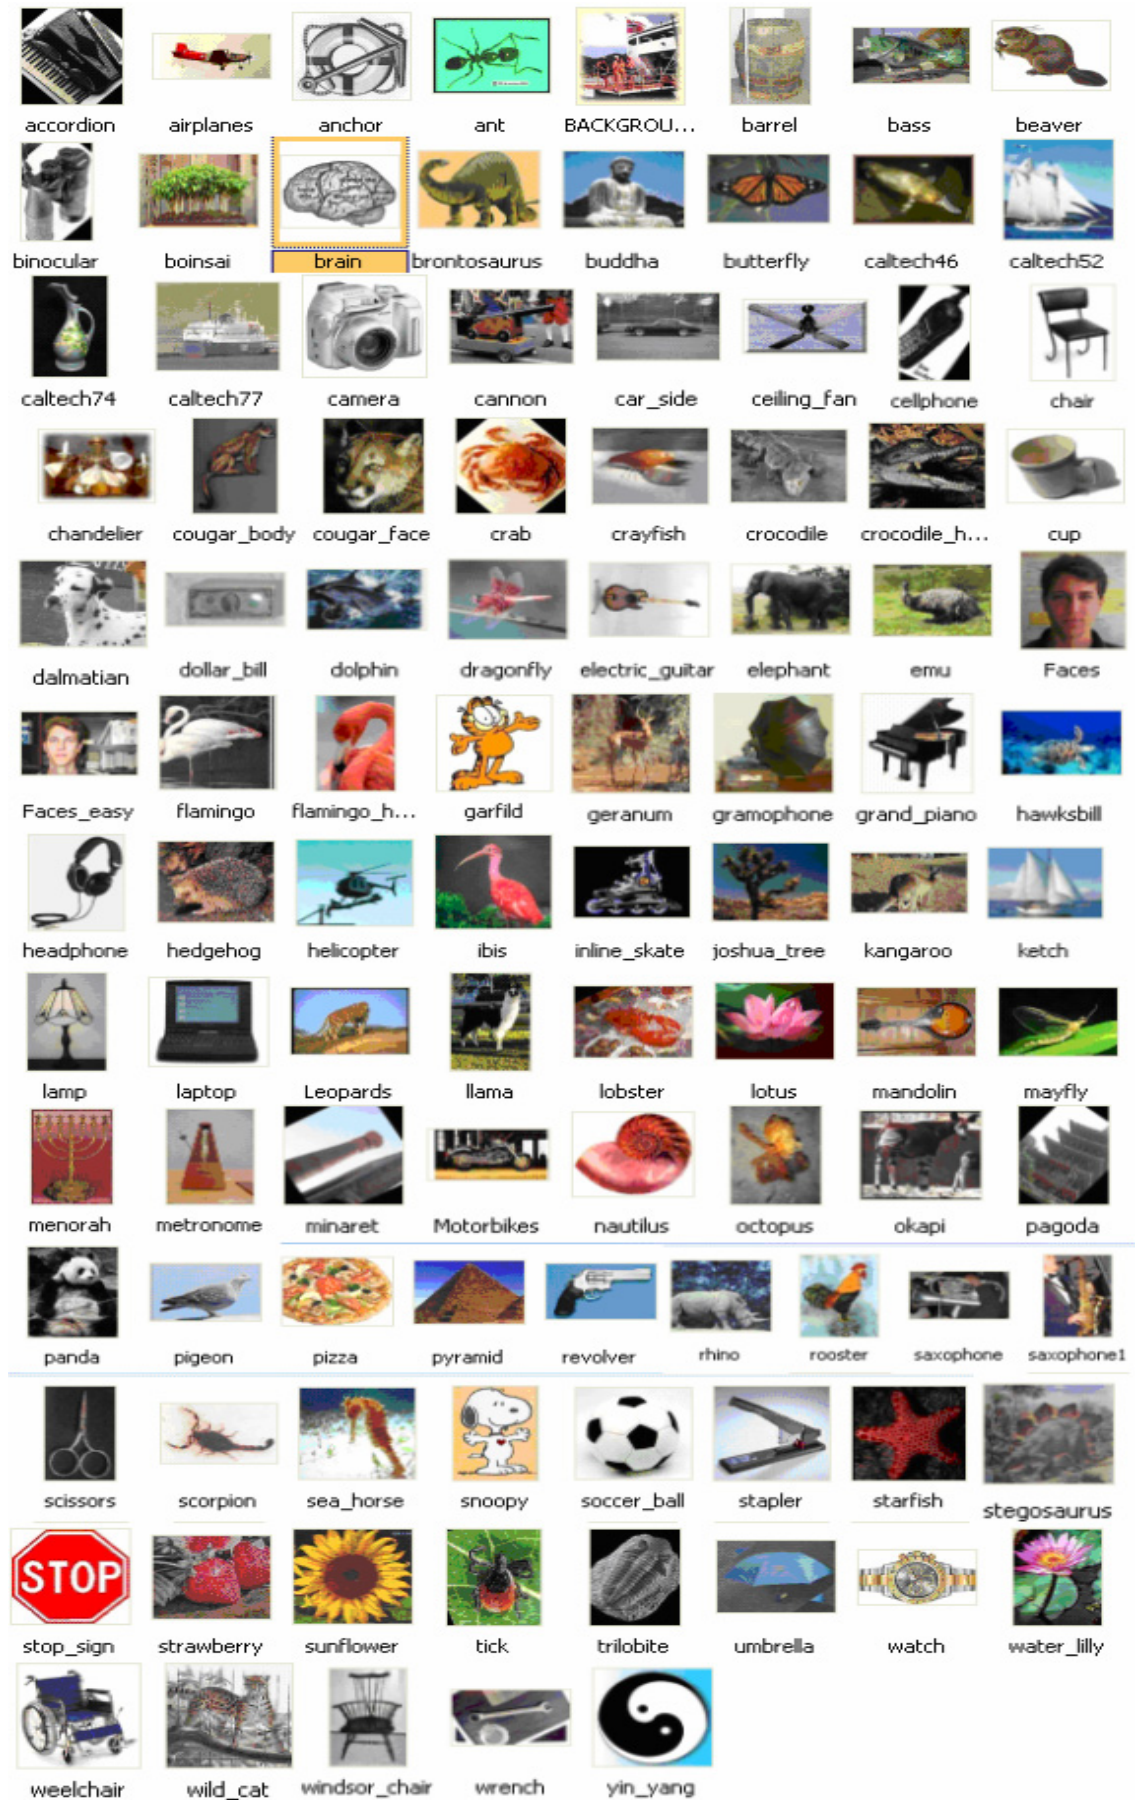 accordion airplanes anchor ant BACKGROU... barrel bass beaver
binocular boinsai brain brontosaurus buddha butterfly caltech46 caltech52
caltech74 caltech77 camera cannon car_side ceiling_fan cellphone chair
chandelier cougar_body cougar_face crab crayfish crocodile crocodile_h... cup
dalmatian dollar_bill dolphin dragonfly electric_guitar elephant emu Faces
Faces_easy flamingo flamingo_h... garfild geranum gramophone grand_piano hawksbill
headphone hedgehog helicopter ibis inline_skate joshua_tree kangaroo ketch
lamp laptop Leopards llama lobster lotus mandolin mayfly
menorah metronome minaret Motorbikes nautilus octopus okapi pagoda
panda pigeon pizza pyramid revolver rhino rooster saxophone saxophone1
scissors scorpion sea_horse snoopy soccer_ball stapler starfish stegosaurus
STOP
stop_sign strawberry sunflower tick trilobite umbrella watch water_lilly
weelchair wild_cat windsor_chair wrench yin_yang